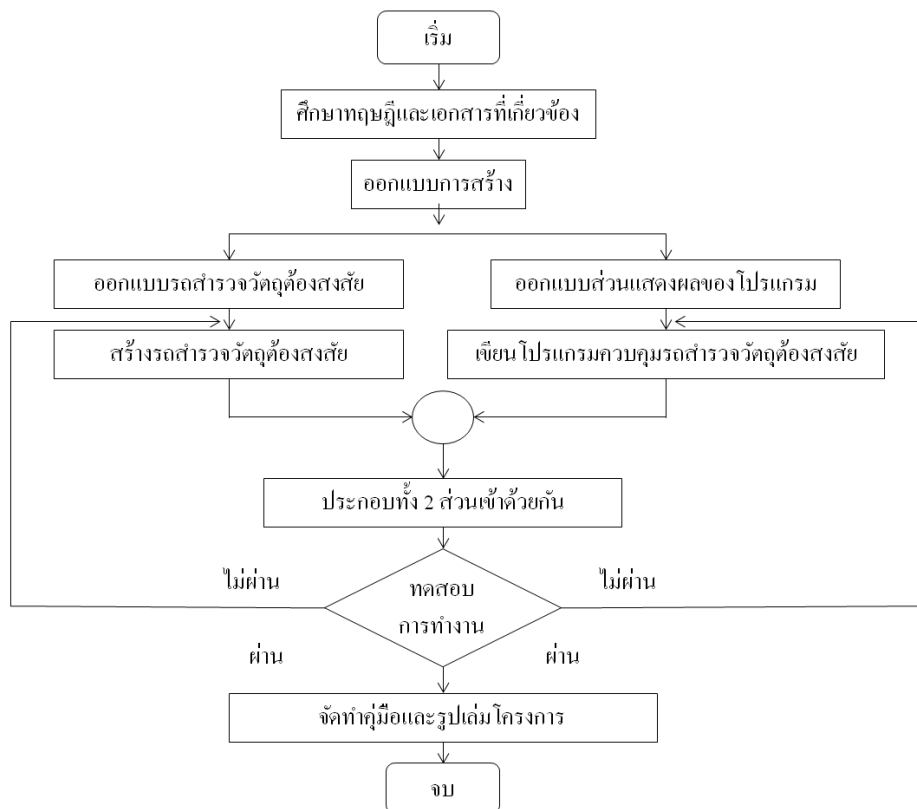 เริ่ม
ศึกษาทฤษฎีและเอกสารที่เกี่ยวข้อง
ออกแบบการสร้าง
ออกแบบรถสำรวจวัตถุต้องสงสัย
ออกแบบส่วนแสดงผลของโปรแกรม
สร้างรถสำรวจวัตถุต้องสงสัย
เขียนโปรแกรมควบคุมรถสำรวจวัตถุต้องสงสัย
ประกอบทั้ง 2 ส่วนเข้าด้วยกัน
ไม่ผ่าน
ไม่ผ่าน
ทดสอบ
การทำงาน
ผ่าน
ผ่าน
จัดทำคู่มือและรูปเล่มโครงการ
จบ